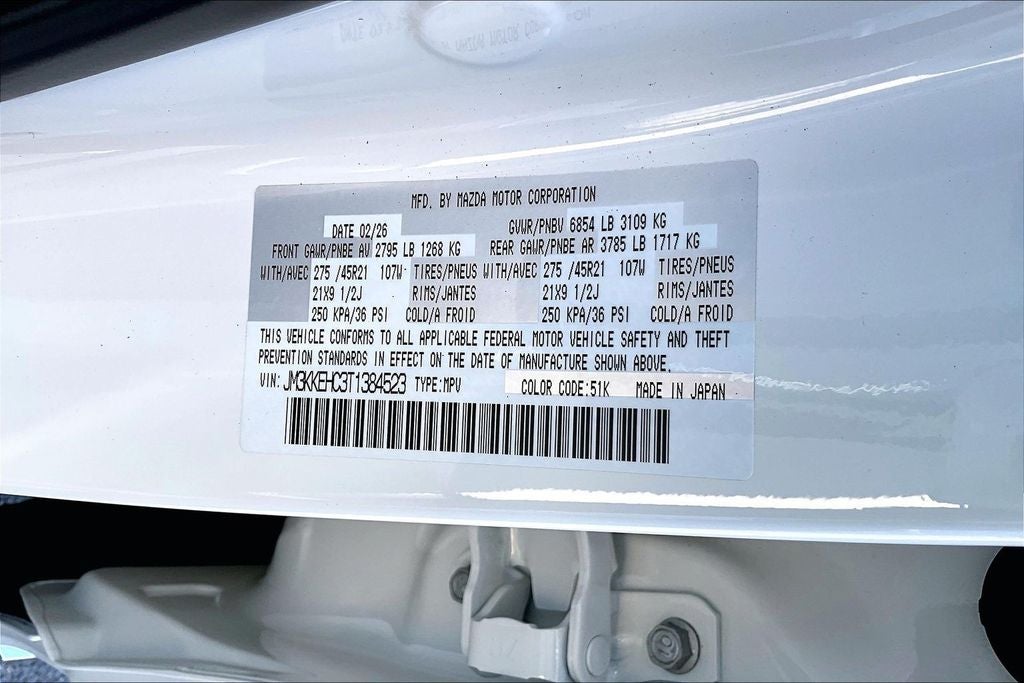 MFD. BY MAZDA MOTOR CORPORATION
DATE 02/26 GVWR/PNBV 6854 LB 3109 KG
FRONT GAWR/PNBE AV 2795 LB 1268 KG REAR GAWR/PNBE AR 3785 LB 1717 KG
WITH/AVEC 275 /45R21 107W TIRES/PNEUS WITH/AVEC 275 /45R21 107W TIRES/PNEUS
21X9 1/2J RIMS/JANTES 21X9 1/2J RIMS/JANTES
250 KPA/36 PSI COLD/A FROID 250 KPA/36 PSI COLD/A FROID
THIS VEHICLE CONFORMS TO ALL APPLICABLE FEDERAL MOTOR VEHICLE SAFETY AND THEFT
PREVENTION STANDARDS IN EFFECT ON THE DATE OF MANUFACTURE SHOWN ABOVE.
VIN: JM3KKEHC3T1384523 TYPE:MPV COLOR CODE:51K MADE IN JAPAN